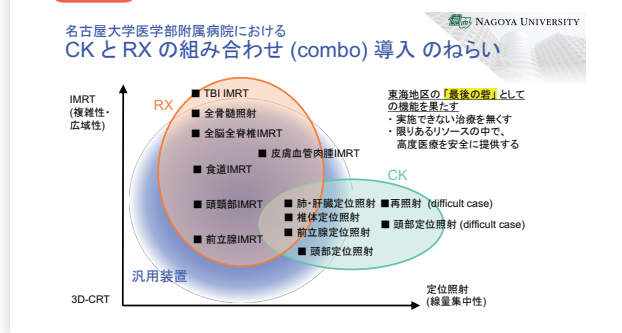 NAGOYA UNIVERSITY
名古屋大学医学部附属病院における
CKとRX の組み合わせ (combo) 導入 のねらい
IMRT
(複雑性・
広域性)
RX
■ TBI IMRT
■ 全骨髄照射
■ 全脳全脊椎IMRT
■ 皮膚血管肉腫IMRT
■ 食道IMRT
■ 頭頸部IMRT
■ 前立腺IMRT
東海地区の「最後の砦」として
の機能を果たす
・ 実施できない治療を無くす
・ 限りあるリソースの中で、
高度医療を安全に提供する
CK
■ 肺・肝臓定位照射
■ 再照射 (difficult case)
■ 椎体定位照射
■ 頭部定位照射 (difficult case)
■ 前立腺定位照射
■ 頭部定位照射
汎用装置
3D-CRT
定位照射
(線量集中性)